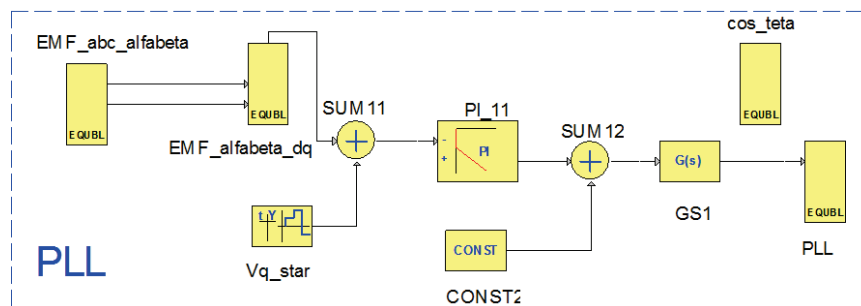 EMF_abc_alfabeta
cos_teta
EQUBL
EQUBL
EQUBL
SUM11
PI_11
SUM12
EMF_alfabeta_dq
-
+
PI
G(s)
GS1
EQUBL
PLL
t Y
Vq_star
CONST
CONST2
PLL